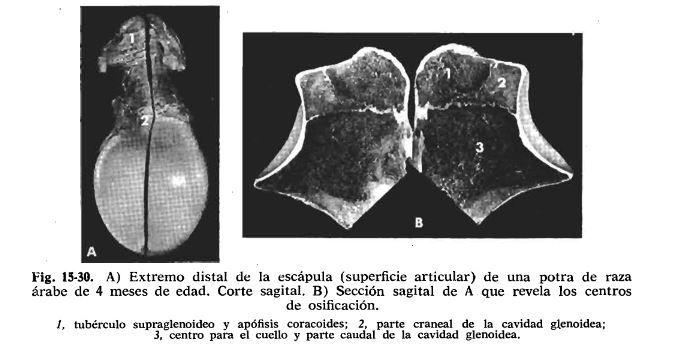 1
2
A
1
2
3
B
Fig. 15-30. A) Extremo distal de la escápula (superficie articular) de una potra de raza
árabe de 4 meses de edad. Corte sagital. B) Sección sagital de A que revela los centros
de osificación.
1, tubérculo supraglenoideo y apófisis coracoides; 2, parte craneal de la cavidad glenoidea;
3, centro para el cuello y parte caudal de la cavidad glenoidea.